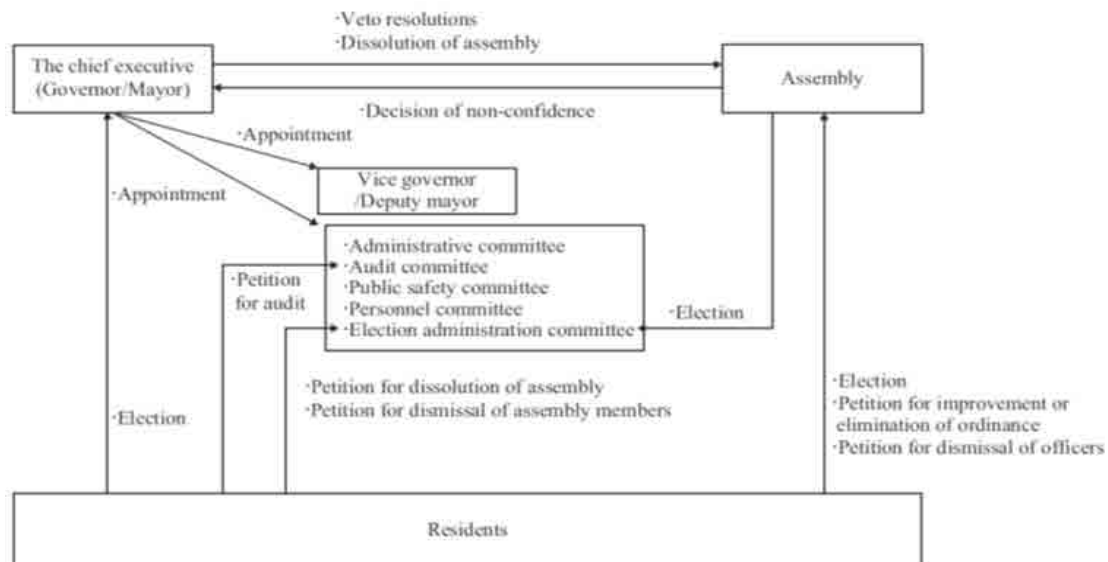 ·Veto resolutions
·Dissolution of assembly
The chief executive
(Governor/Mayor)
Assembly
·Decision of non-confidence
·Appointment
·Appointment
Vice governor
/Deputy mayor
·Administrative committee
·Audit committee
·Public safety committee
·Personnel committee
·Election administration committee
·Petition
for audit
·Election
·Petition for dissolution of assembly
·Petition for dismissal of assembly members
·Election
·Election
·Petition for improvement or
elimination of ordinance
·Petition for dismissal of officers
Residents